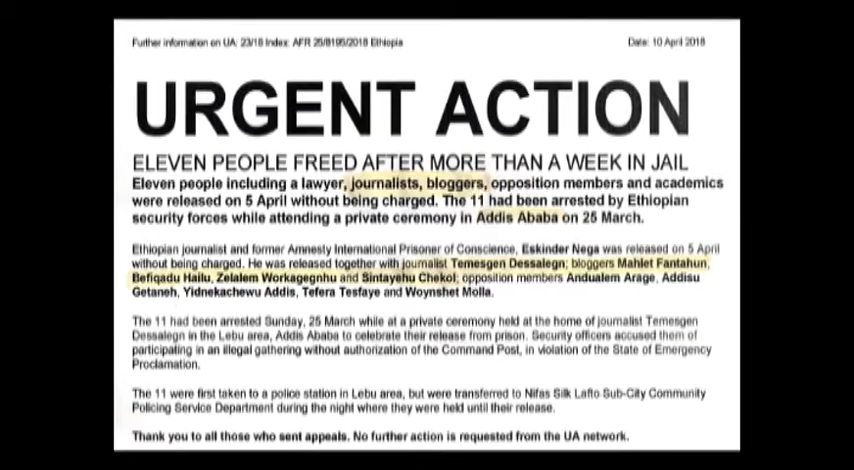 Further information on UA: 23/18 Index: AFR 25/8195/2018 Ethiopia
Date: 10 April 2018
URGENT ACTION
ELEVEN PEOPLE FREED AFTER MORE THAN A WEEK IN JAIL
Eleven people including a lawyer, journalists, bloggers, opposition members and academics
were released on 5 April without being charged. The 11 had been arrested by Ethiopian
security forces while attending a private ceremony in Addis Ababa on 25 March.
Ethiopian journalist and former Amnesty International Prisoner of Conscience, Eskinder Nega was released on 5 April
without being charged. He was released together with journalist Temesgen Dessalegn; bloggers Mahlet Fantahun,
Befiqadu Hailu, Zelalem Workagegnhu and Sintayehu Chekol; opposition members Andualem Arage, Addisu
Getaneh, Yidnekachewu Addis, Tefera Tesfaye and Woynshet Molla.
The 11 had been arrested Sunday, 25 March while at a private ceremony held at the home of journalist Temesgen
Dessalegn in the Lebu area, Addis Ababa to celebrate their release from prison. Security officers accused them of
participating in an illegal gathering without authorization of the Command Post, in violation of the State of Emergency
Proclamation.
The 11 were first taken to a police station in Lebu area, but were transferred to Nifas Silk Lafto Sub-City Community
Policing Service Department during the night where they were held until their release.
Thank you to all those who sent appeals. No further action is requested from the UA network.